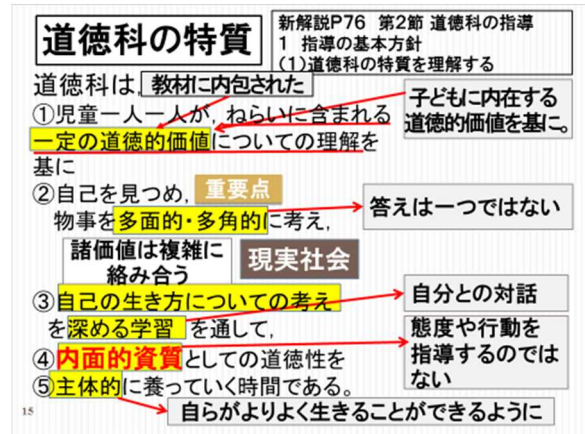 道徳科の特質
新解説P76 第2節 道徳科の指導
1 指導の基本方針
(1)道徳科の特質を理解する
道徳科は,
教材に内包された
①児童一人一人が, ねらいに含まれる
一定の道徳的価値についての理解を
基に
子どもに内在する
道徳的価値を基に。
②自己を見つめ,
重要点
物事を多面的・多角的に考え,
答えは一つではない
諸価値は複雑に
絡み合う
現実社会
③自己の生き方についての考え
を深める学習 を通して,
自分との対話
④内面的資質としての道徳性を
態度や行動を
指導するのでは
ない
⑤主体的に養っていく時間である。
自らがよりよく生きることができるように
15